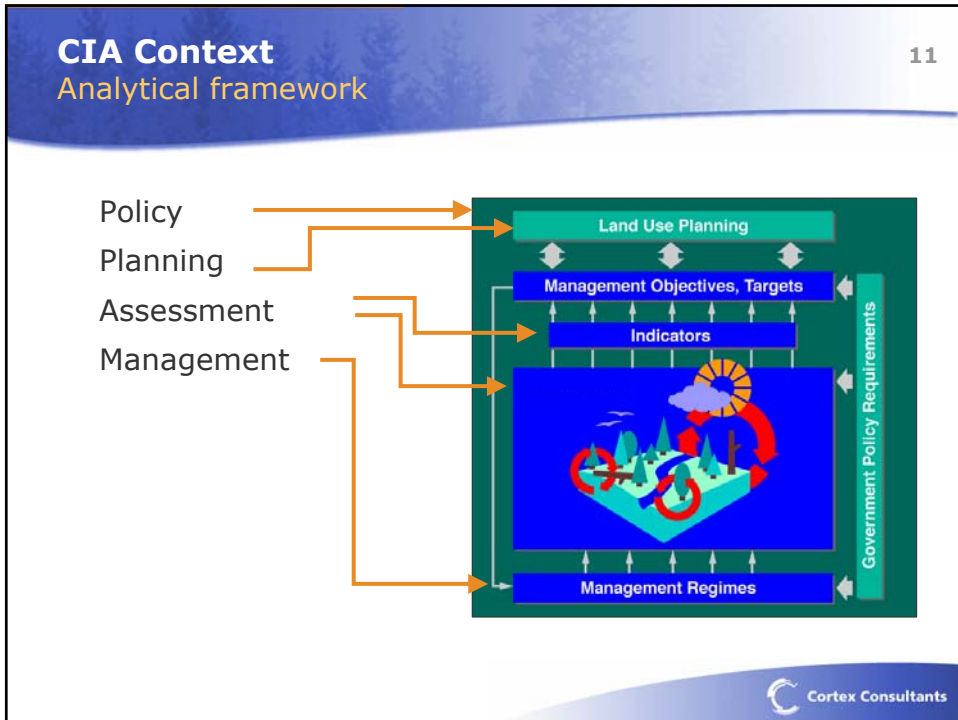 CIA Context
11
Analytical framework
Policy
Planning
Assessment
Management
Land Use Planning
Management Objectives, Targets
Indicators
Government Policy Requirements
Management Regimes
Cortex Consultants